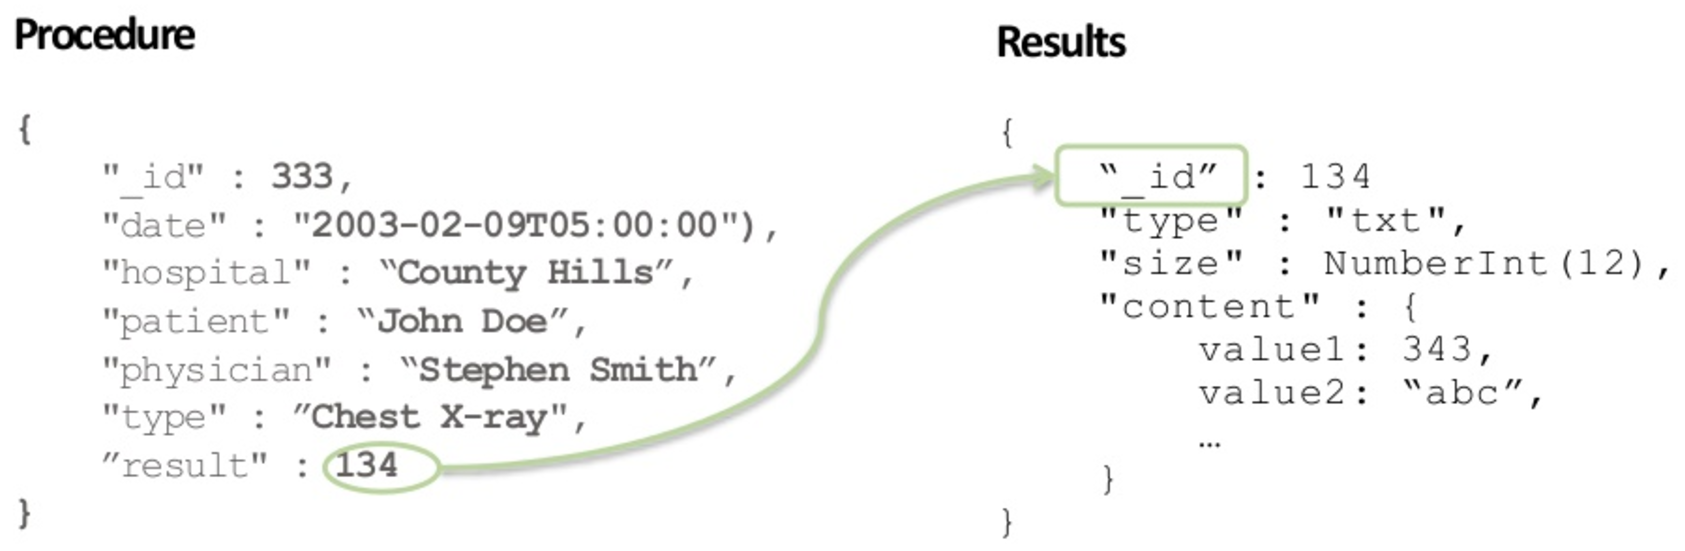 Procedure
{
"_id" : 333,
"date" : "2003-02-09T05:00:00"),
"hospital" : “County Hills”,
"patient" : “John Doe”,
"physician" : “Stephen Smith”,
"type" : ”Chest X-ray",
”result" : 134
}
Results
{
“_id” : 134
"type" : "txt",
"size" : NumberInt(12),
"content" : {
value1: 343,
value2: “abc”,
…
}
}